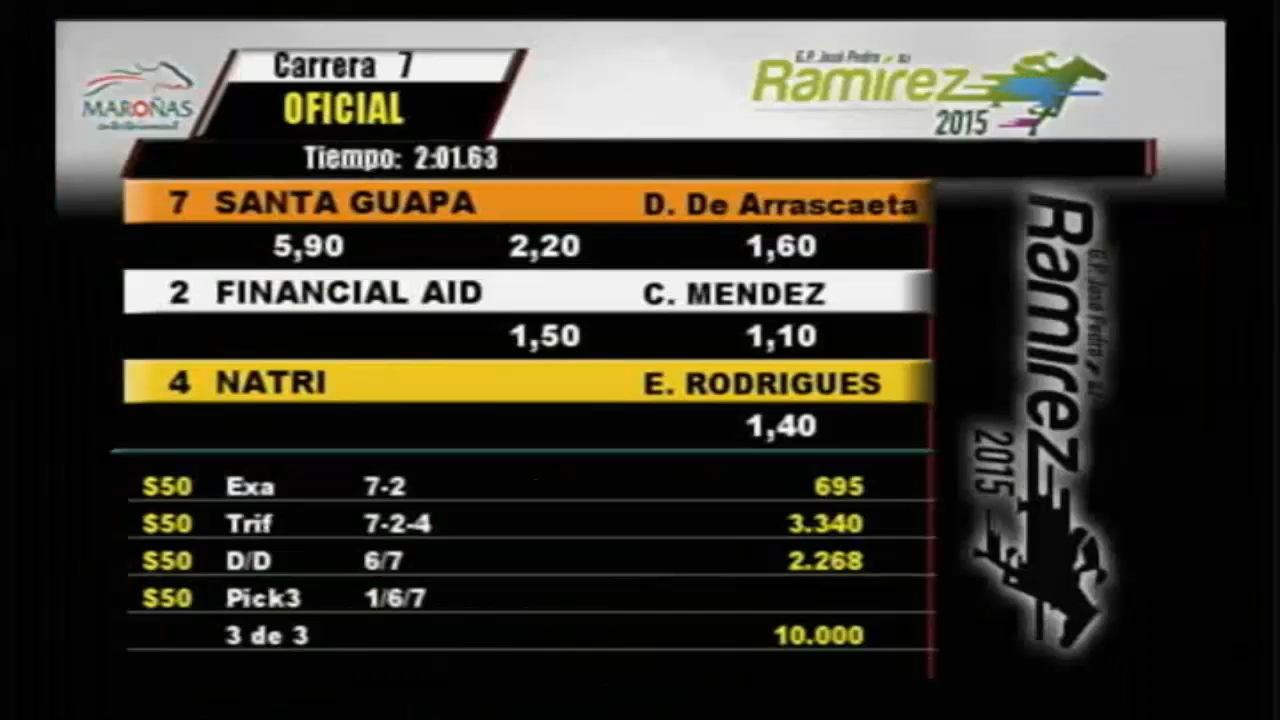 Carrera 7
OFICIAL
MAROÑAS
G.P. José Pedro
Ramirez
2015
Tiempo: 2:01.63
7 SANTA GUAPA D. De Arrascaeta
5,90 2,20 1,60
2 FINANCIAL AID C. MENDEZ
1,50 1,10
4 NATRI E. RODRIGUES
1,40
$50 Exa 7-2 695
$50 Trif 7-2-4 3.340
$50 D/D 6/7 2.268
$50 Pick3 1/6/7
3 de 3 10.000
G.P. José Pedro
Ramirez
2015